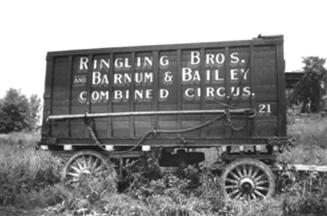 RINGLING BROS.
AND BARNUM & BAILEY
COMBINED CIRCUS.
21